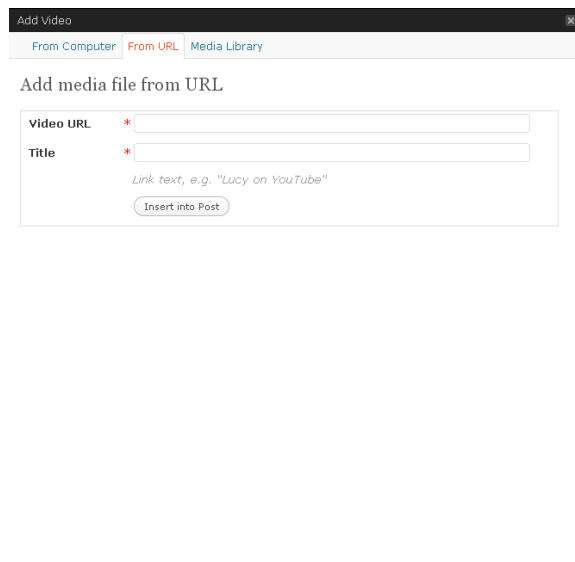 Add Video
From Computer From URL Media Library
Add media file from URL
Video URL *
Title *
Link text, e.g. "Lucy on YouTube"
Insert into Post